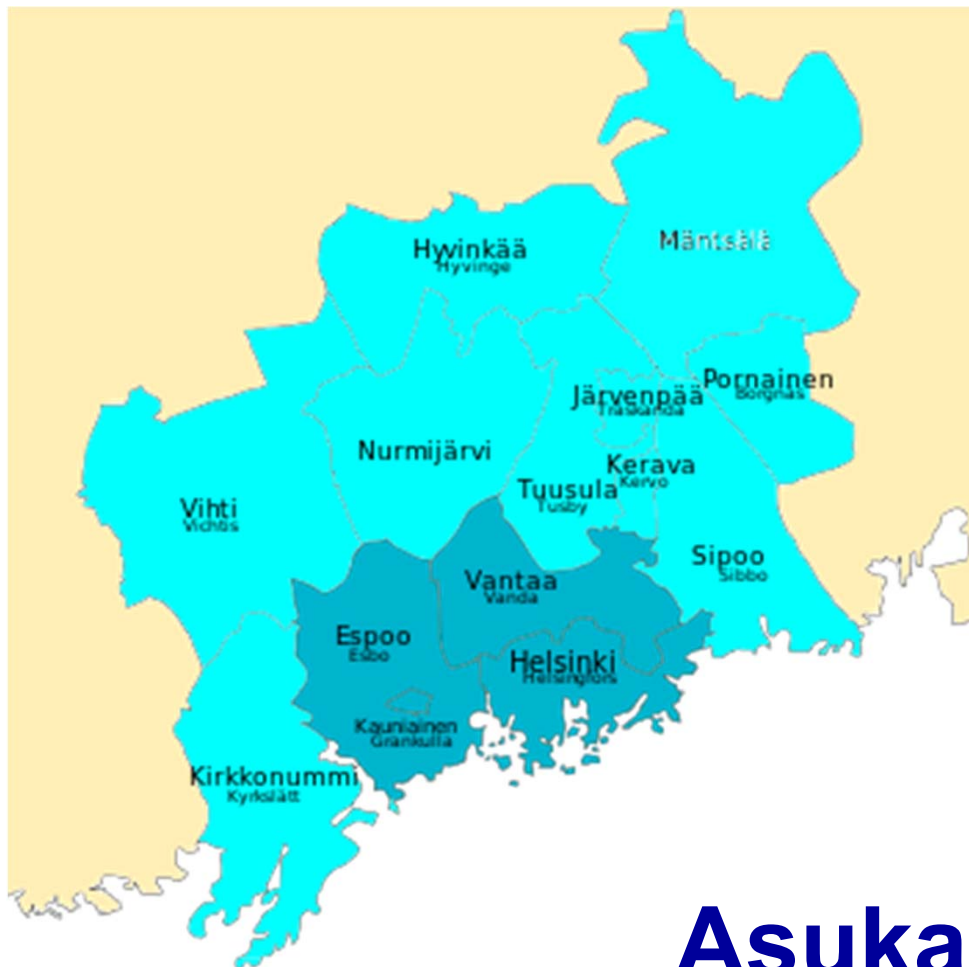 Mäntsälä
Hyvinkää
Hyvinge
Pornainen
Borgnäs
Järvenpää
Träskända
Nurmijärvi
Kerava
Kervo
Tuusula
Tusby
Vihti
Vichtis
Sipoo
Sibbo
Vantaa
Vanda
Espoo
Esbo
Helsinki
Helsingfors
Kauniainen
Grankulla
Kirkkonummi
Kyrkslätt
Asuka